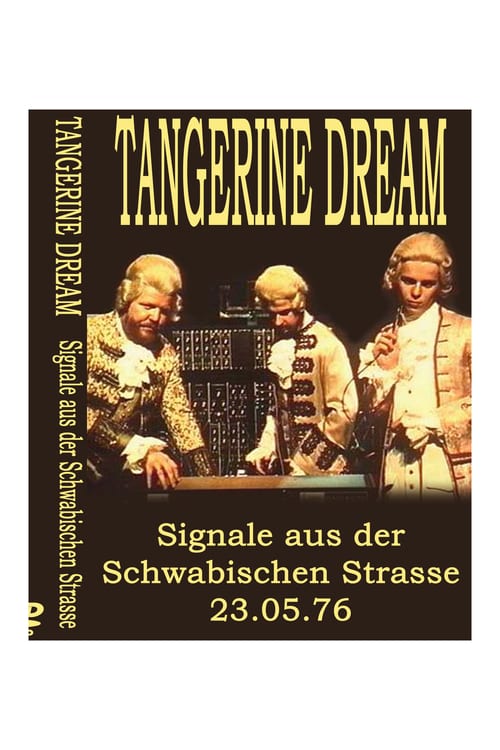 TANGERINE DREAM
Signale aus der
Schwabischen Strasse
23.05.76
TANGERINE DREAM Signale aus der Schwabischen Strasse